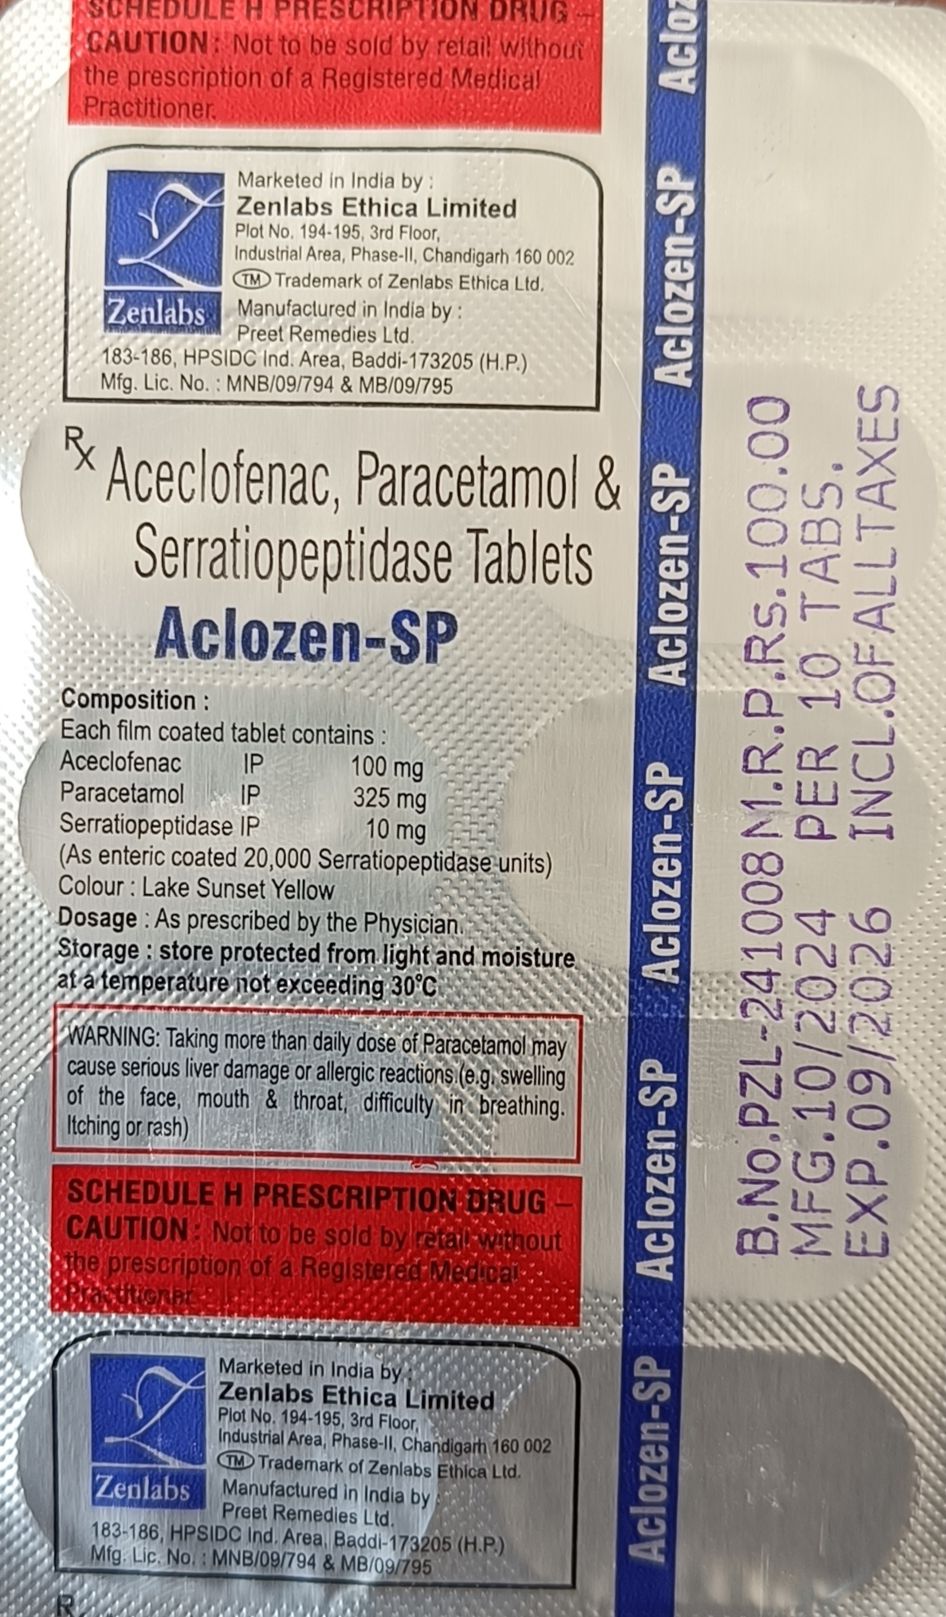 SCHEDULE H PRESCRIPTION DRUG –
CAUTION : Not to be sold by retail without
the prescription of a Registered Medical
Practitioner.
Zenlabs
Marketed in India by :
Zenlabs Ethica Limited
Plot No. 194-195, 3rd Floor,
Industrial Area, Phase-II, Chandigarh 160 002
TM Trademark of Zenlabs Ethica Ltd.
Manufactured in India by :
Preet Remedies Ltd.
183-186, HPSIDC Ind. Area, Baddi-173205 (H.P.)
Mfg. Lic. No. : MNB/09/794 & MB/09/795
Rx Aceclofenac, Paracetamol &
Serratiopeptidase Tablets
Aclozen-SP
Composition :
Each film coated tablet contains :
Aceclofenac IP 100 mg
Paracetamol IP 325 mg
Serratiopeptidase IP 10 mg
(As enteric coated 20,000 Serratiopeptidase units)
Colour : Lake Sunset Yellow
Dosage : As prescribed by the Physician.
Storage : store protected from light and moisture
at a temperature not exceeding 30°C
WARNING: Taking more than daily dose of Paracetamol may
cause serious liver damage or allergic reactions.(e.g. swelling
of the face, mouth & throat, difficulty in breathing.
Itching or rash)
SCHEDULE H PRESCRIPTION DRUG –
CAUTION : Not to be sold by retail without
the prescription of a Registered Medical
Practitioner.
Zenlabs
Marketed in India by :
Zenlabs Ethica Limited
Plot No. 194-195, 3rd Floor,
Industrial Area, Phase-II, Chandigarh 160 002
TM Trademark of Zenlabs Ethica Ltd.
Manufactured in India by :
Preet Remedies Ltd.
183-186, HPSIDC Ind. Area, Baddi-173205 (H.P.)
Mfg. Lic. No. : MNB/09/794 & MB/09/795
Rx
Aclozen-SP Aclozen-SP Aclozen-SP Aclozen-SP Aclozen-SP Acloz
B.No.PZL-241008 M.R.P.Rs.100.00
MFG.10/2024 PER 10 TABS.
EXP.09/2026 INCL.OF ALL TAXES